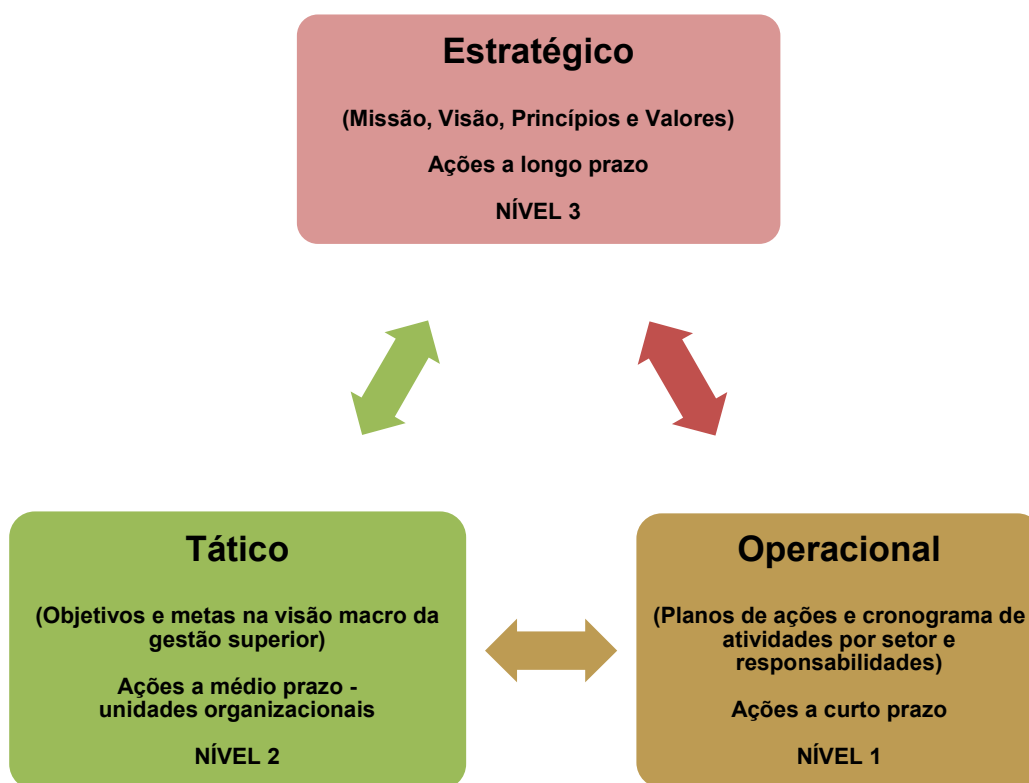 Estratégico
(Missão, Visão, Princípios e Valores)
Ações a longo prazo
NÍVEL 3
Tático
(Objetivos e metas na visão macro da
gestão superior)
Ações a médio prazo -
unidades organizacionais
NÍVEL 2
Operacional
(Planos de ações e cronograma de
atividades por setor e
responsabilidades)
Ações a curto prazo
NÍVEL 1